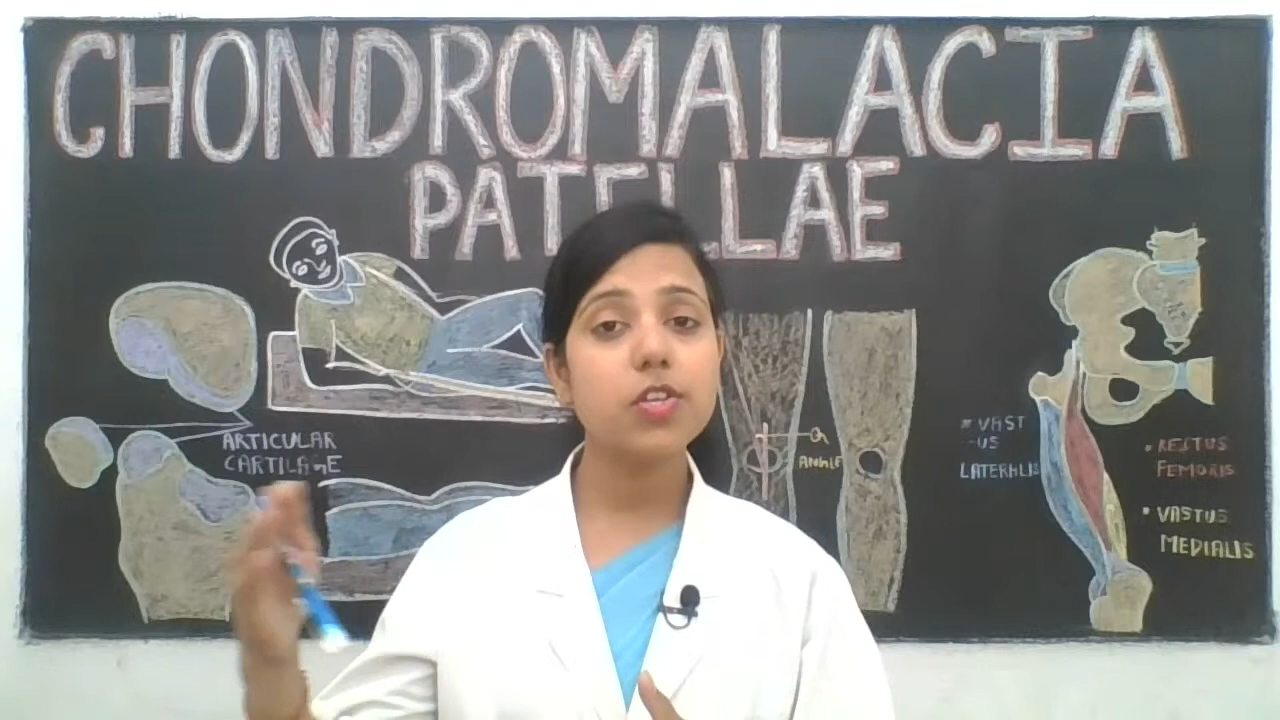 CHONDROMALACIA
PATELLAE
ARTICULAR
CARTILAGE
Q
ANGLE
VAST
-US
LATERALIS
• RECTUS
FEMORIS
• VASTUS
MEDIALIS